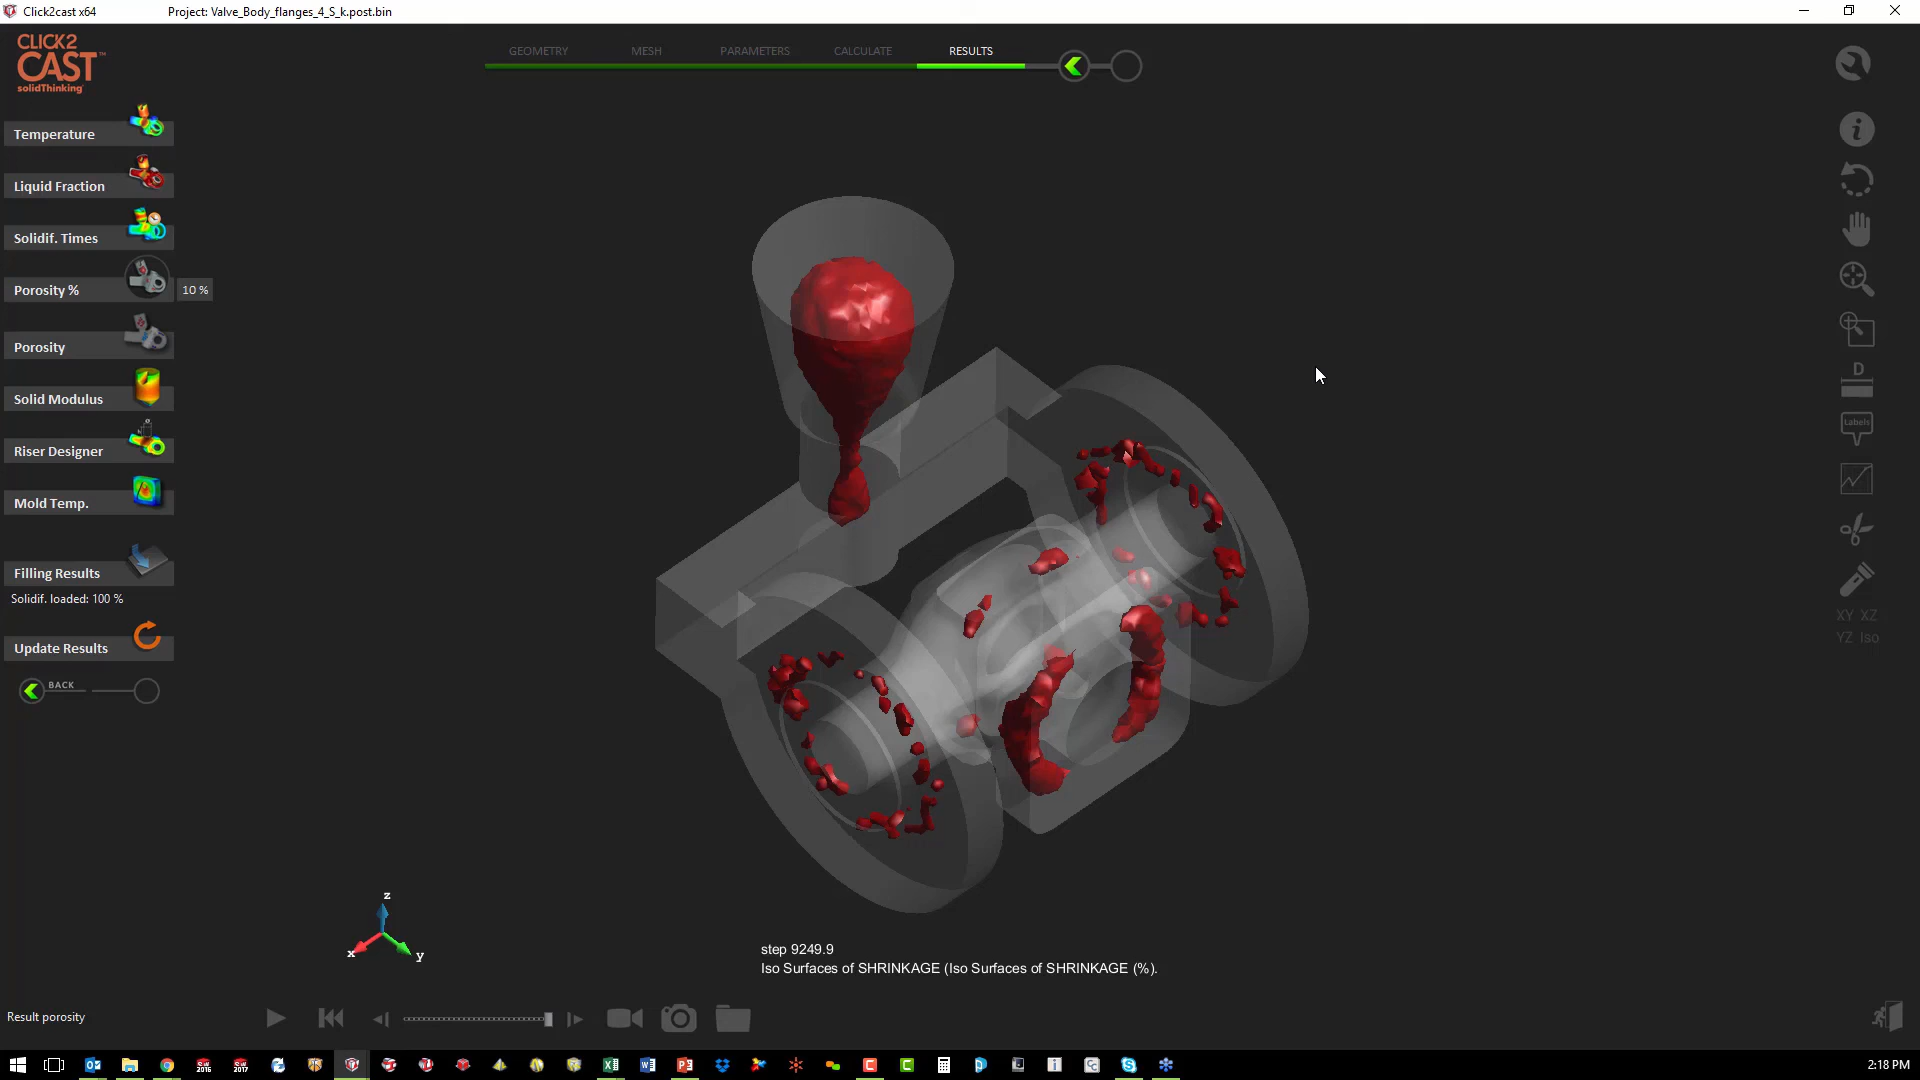 Click2cast x64
Project: Valve_Body_flanges_4_S_k.post.bin
CLICK2
CAST™
solidThinking
GEOMETRY
MESH
PARAMETERS
CALCULATE
RESULTS
Temperature
Liquid Fraction
Solidif. Times
Porosity %
10 %
Porosity
Solid Modulus
Riser Designer
Mold Temp.
Filling Results
Solidif. loaded: 100 %
Update Results
BACK
D
Labels
XY XZ
YZ Iso
z
x
y
step 9249.9
Iso Surfaces of SHRINKAGE (Iso Surfaces of SHRINKAGE (%).
Result porosity
2:18 PM